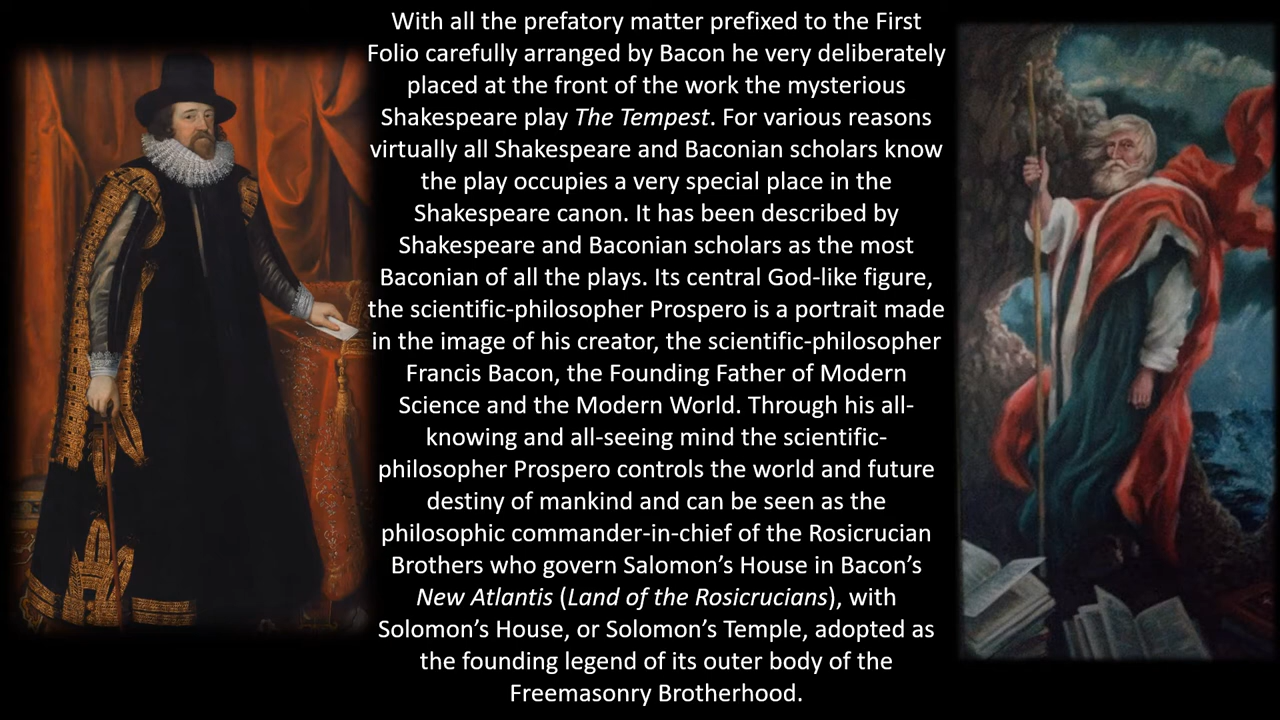 With all the prefatory matter prefixed to the First
Folio carefully arranged by Bacon he very deliberately
placed at the front of the work the mysterious
Shakespeare play The Tempest. For various reasons
virtually all Shakespeare and Baconian scholars know
the play occupies a very special place in the
Shakespeare canon. It has been described by
Shakespeare and Baconian scholars as the most
Baconian of all the plays. Its central God-like figure,
the scientific-philosopher Prospero is a portrait made
in the image of his creator, the scientific-philosopher
Francis Bacon, the Founding Father of Modern
Science and the Modern World. Through his all-
knowing and all-seeing mind the scientific-
philosopher Prospero controls the world and future
destiny of mankind and can be seen as the
philosophic commander-in-chief of the Rosicrucian
Brothers who govern Salomon’s House in Bacon’s
New Atlantis (Land of the Rosicrucians), with
Solomon’s House, or Solomon’s Temple, adopted as
the founding legend of its outer body of the
Freemasonry Brotherhood.